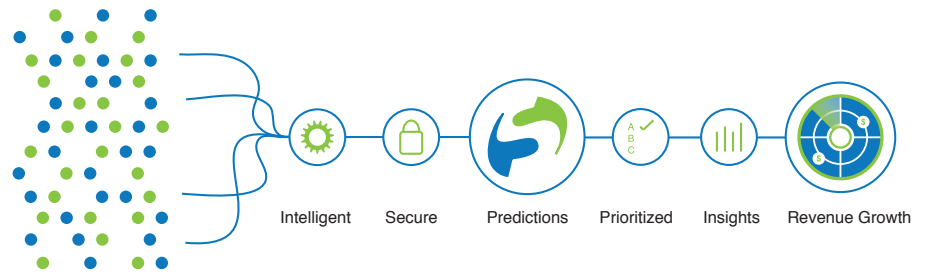 A
B
C
$
$
Intelligent Secure Predictions Prioritized Insights Revenue Growth